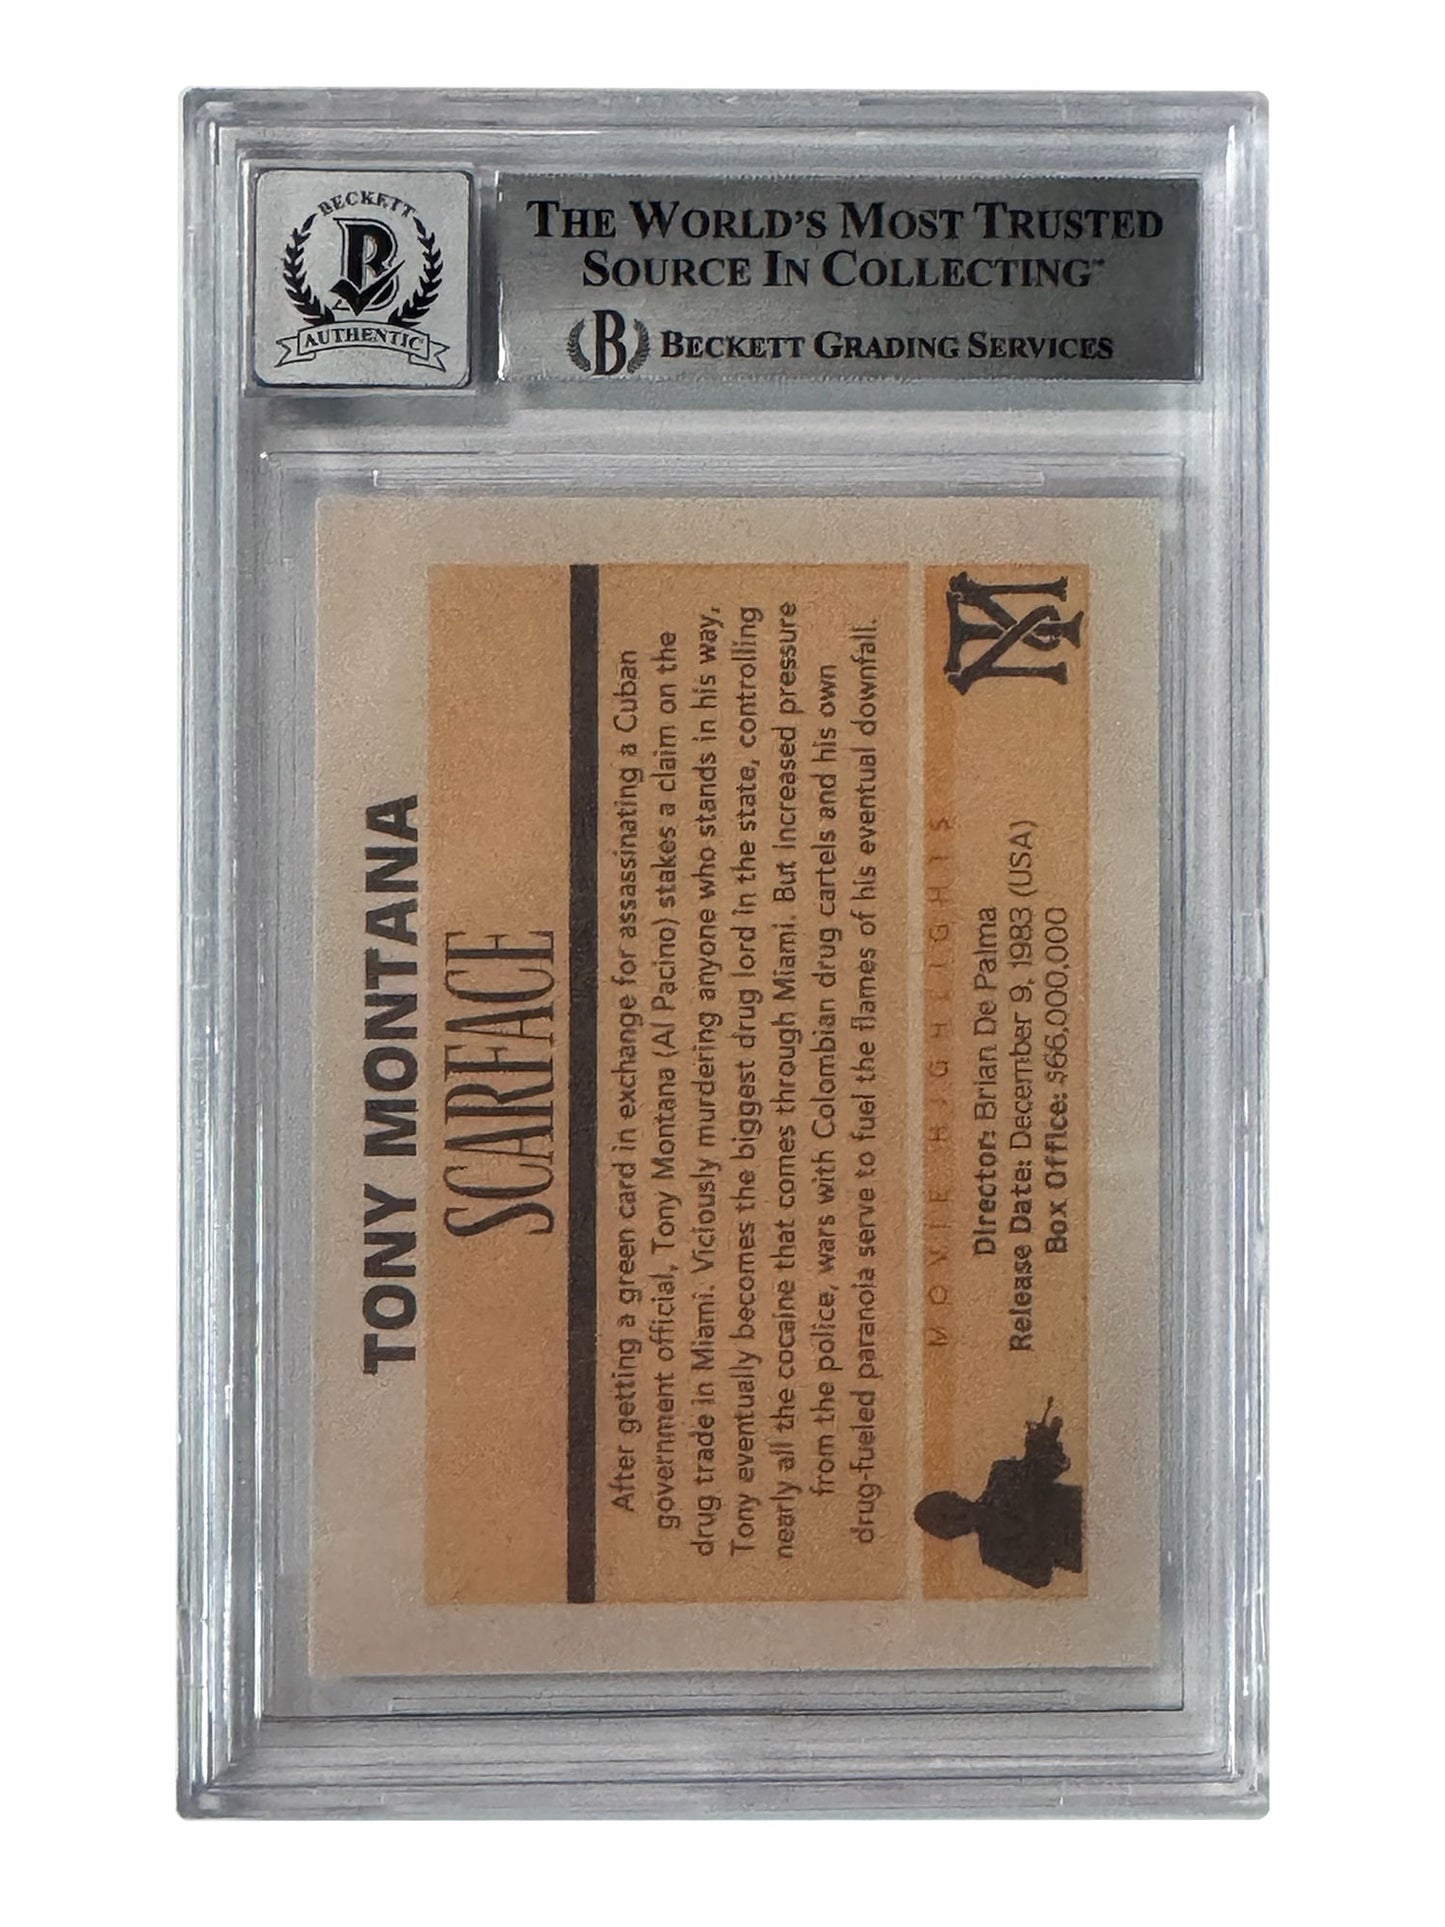 BECKETT
B
AUTHENTIC
THE WORLD'S MOST TRUSTED
SOURCE IN COLLECTING™
B BECKETT GRADING SERVICES
TONY MONTANA
SCARFACE
After getting a green card in exchange for assassinating a Cuban
government official, Tony Montana (Al Pacino) stakes a claim on the
drug trade in Miami. Viciously murdering anyone who stands in his way,
Tony eventually becomes the biggest drug lord in the state, controlling
nearly all the cocaine that comes through Miami. But increased pressure
from the police, wars with Colombian drug cartels and his own
drug-fueled paranoia serve to fuel the flames of his eventual downfall.
MOVIE HIGHLIGHTS
Director: Brian De Palma
Release Date: December 9, 1983 (USA)
Box Office: $66,000,000
TM